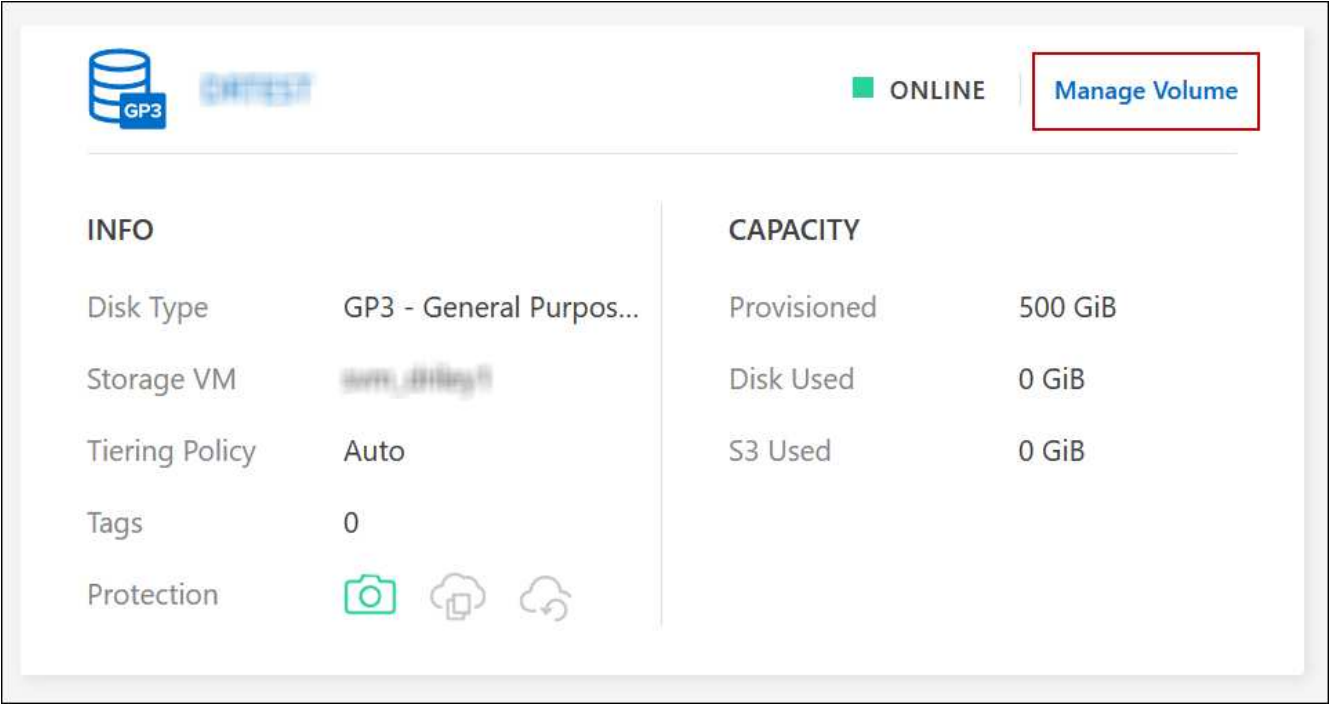 GP3
ONLINE
Manage Volume
INFO
Disk Type GP3 - General Purpos...
Storage VM
Tiering Policy Auto
Tags 0
Protection
CAPACITY
Provisioned 500 GiB
Disk Used 0 GiB
S3 Used 0 GiB